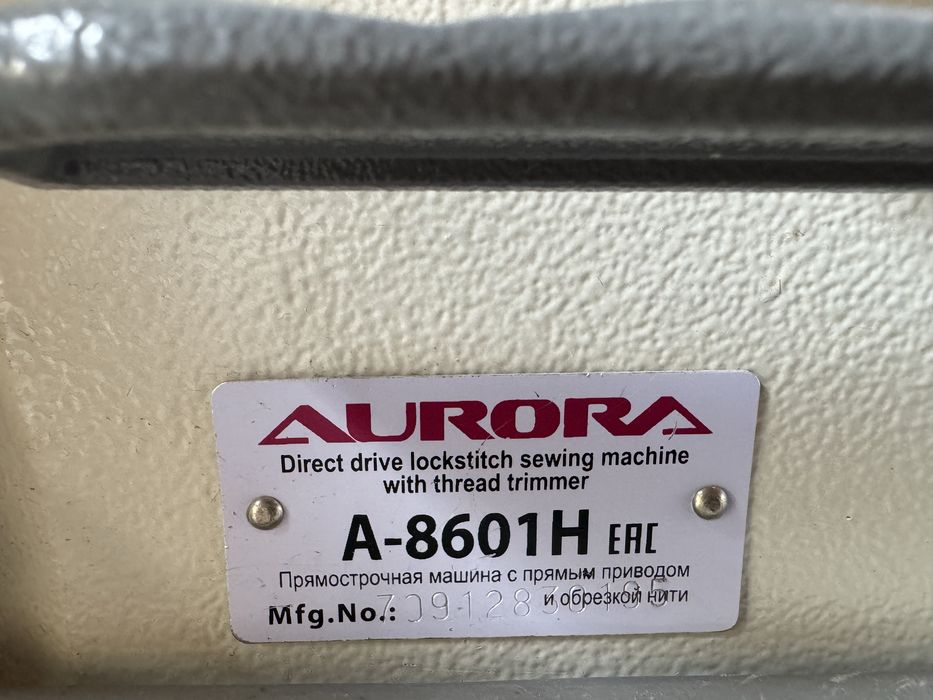 AURORA
Direct drive lockstitch sewing machine
with thread trimmer
A-8601H EAC
Прямострочная машина с прямым приводом
и обрезкой нити
Mfg.No.: